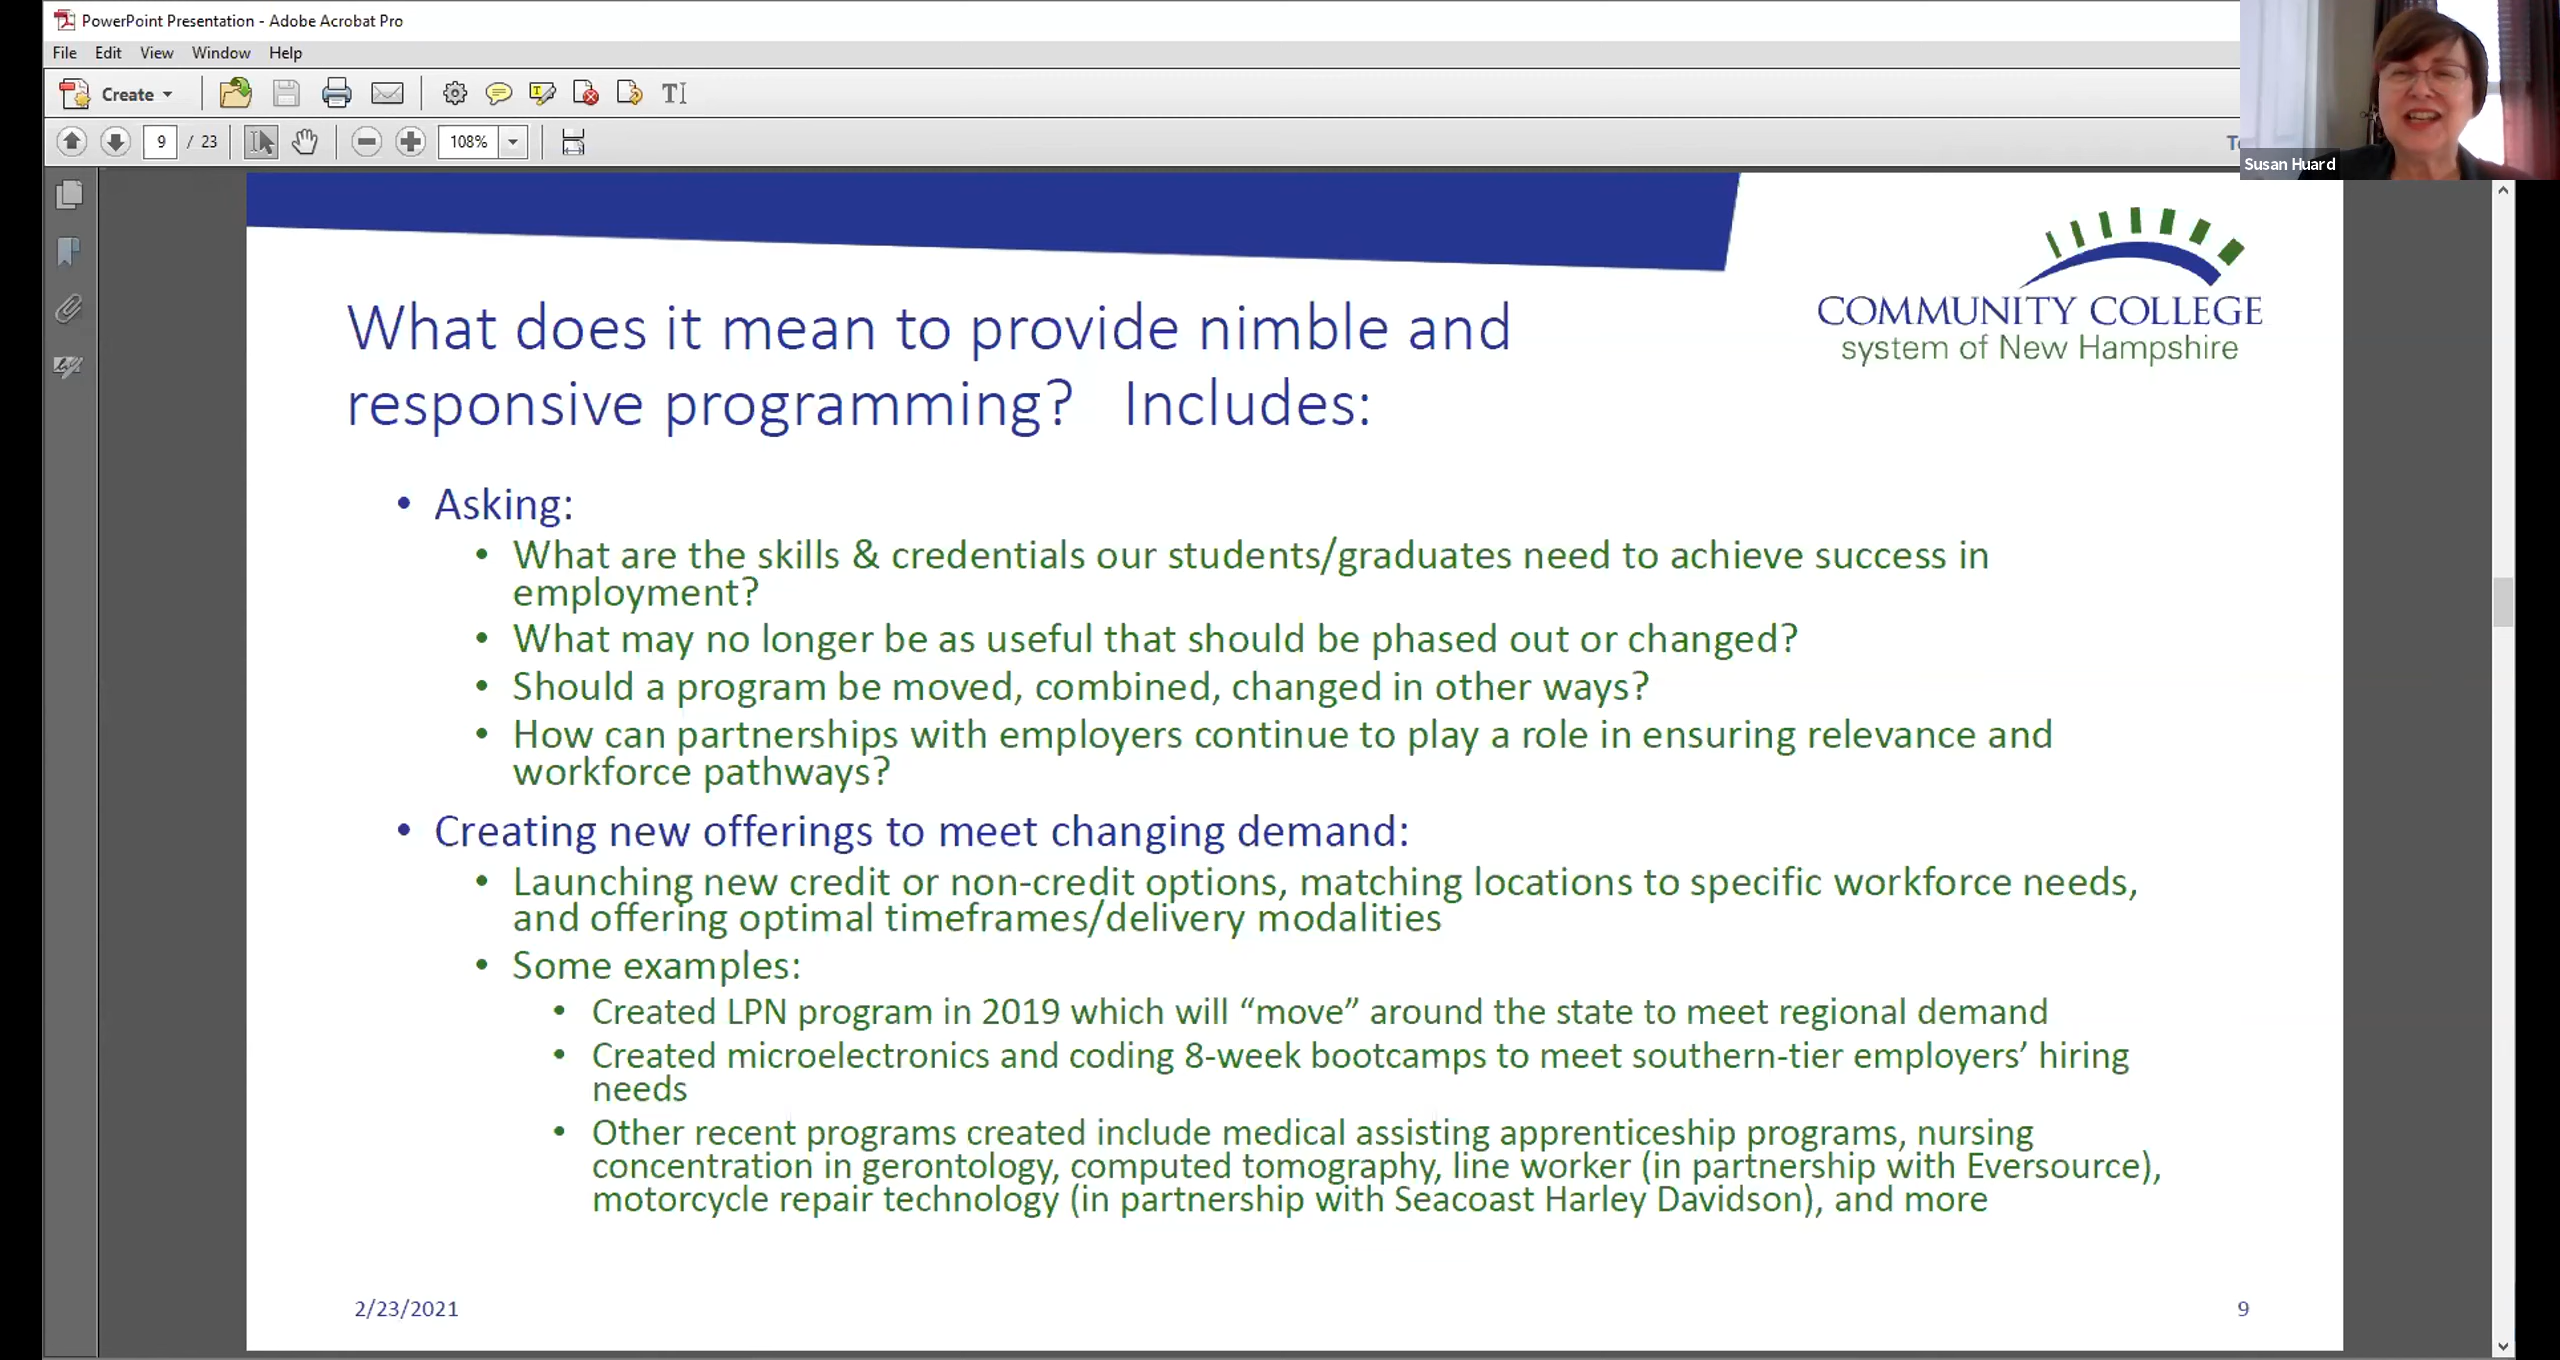 PowerPoint Presentation - Adobe Acrobat Pro
File Edit View Window Help
Create
9 / 23 108%
Susan Huard
COMMUNITY COLLEGE
system of New Hampshire
What does it mean to provide nimble and
responsive programming? Includes:
• Asking:
• What are the skills & credentials our students/graduates need to achieve success in
employment?
• What may no longer be as useful that should be phased out or changed?
• Should a program be moved, combined, changed in other ways?
• How can partnerships with employers continue to play a role in ensuring relevance and
workforce pathways?
• Creating new offerings to meet changing demand:
• Launching new credit or non-credit options, matching locations to specific workforce needs,
and offering optimal timeframes/delivery modalities
• Some examples:
• Created LPN program in 2019 which will “move” around the state to meet regional demand
• Created microelectronics and coding 8-week bootcamps to meet southern-tier employers’ hiring
needs
• Other recent programs created include medical assisting apprenticeship programs, nursing
concentration in gerontology, computed tomography, line worker (in partnership with Eversource),
motorcycle repair technology (in partnership with Seacoast Harley Davidson), and more
2/23/2021
9